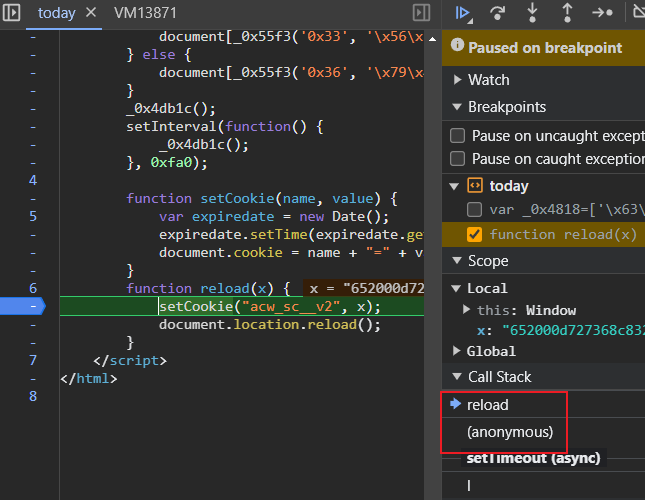 today × VM13871
document[_0x55f3('0x33', '\x56\x
} else {
document[_0x55f3('0x36', '\x79\x
}
_0x4db1c();
setInterval(function() {
_0x4db1c();
}, 0xfa0);
4
function setCookie(name, value) {
5 var expiredate = new Date();
expiredate.setTime(expiredate.ge
document.cookie = name + "=" + v
}
6 function reload(x) { x = "652000d72
setCookie("acw_sc__v2", x);
document.location.reload();
}
7 </script>
- </html>
8
Paused on breakpoint
Watch
Breakpoints
Pause on uncaught except
Pause on caught exception
today
var _0x4818=['\x63\
function reload(x)
Scope
Local
this: Window
x: "652000d727368c832
Global
Call Stack
reload
(anonymous)
setTimeout (async)
l